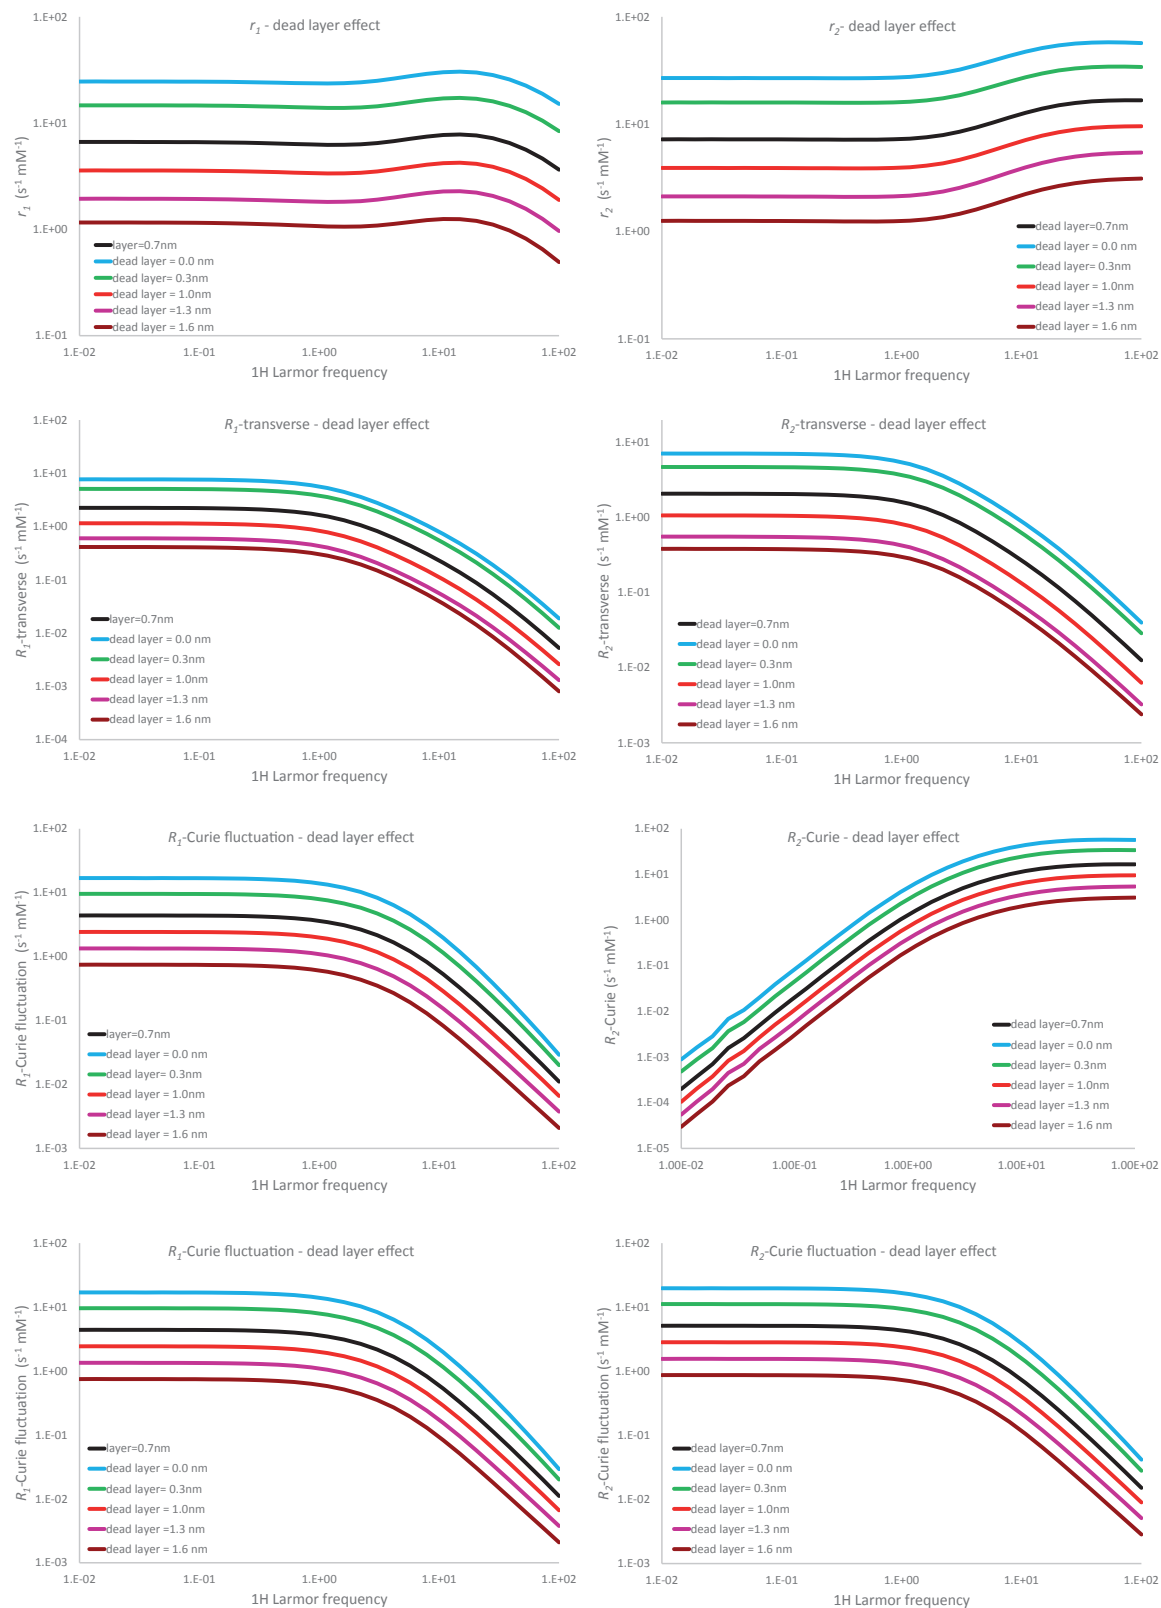 r1 - dead layer effect
1.E+02
1.E+01
1.E+00
1.E-01
r1 (s-1 mM-1)
layer=0.7nm
dead layer = 0.0 nm
dead layer= 0.3nm
dead layer = 1.0nm
dead layer =1.3 nm
dead layer = 1.6 nm
1.E-02 1.E-01 1.E+00 1.E+01 1.E+02
1H Larmor frequency
r2- dead layer effect
1.E+02
1.E+01
1.E+00
1.E-01
r2 (s-1 mM-1)
dead layer=0.7nm
dead layer = 0.0 nm
dead layer= 0.3nm
dead layer = 1.0nm
dead layer =1.3 nm
dead layer = 1.6 nm
1.E-02 1.E-01 1.E+00 1.E+01 1.E+02
1H Larmor frequency
R1-transverse - dead layer effect
1.E+02
1.E+01
1.E+00
1.E-01
1.E-02
1.E-03
1.E-04
R1-transverse (s-1 mM-1)
layer=0.7nm
dead layer = 0.0 nm
dead layer= 0.3nm
dead layer = 1.0nm
dead layer =1.3 nm
dead layer = 1.6 nm
1.E-02 1.E-01 1.E+00 1.E+01 1.E+02
1H Larmor frequency
R2-transverse - dead layer effect
1.E+01
1.E+00
1.E-01
1.E-02
1.E-03
R2-transverse (s-1 mM-1)
dead layer=0.7nm
dead layer = 0.0 nm
dead layer= 0.3nm
dead layer = 1.0nm
dead layer =1.3 nm
dead layer = 1.6 nm
1.E-02 1.E-01 1.E+00 1.E+01 1.E+02
1H Larmor frequency
R1-Curie fluctuation - dead layer effect
1.E+02
1.E+01
1.E+00
1.E-01
1.E-02
1.E-03
R1-Curie fluctuation (s-1 mM-1)
layer=0.7nm
dead layer = 0.0 nm
dead layer= 0.3nm
dead layer = 1.0nm
dead layer =1.3 nm
dead layer = 1.6 nm
1.E-02 1.E-01 1.E+00 1.E+01 1.E+02
1H Larmor frequency
R2-Curie - dead layer effect
1.E+02
1.E+01
1.E+00
1.E-01
1.E-02
1.E-03
1.E-04
1.E-05
R2-Curie (s-1 mM-1)
dead layer=0.7nm
dead layer = 0.0 nm
dead layer= 0.3nm
dead layer = 1.0nm
dead layer =1.3 nm
dead layer = 1.6 nm
1.00E-02 1.00E-01 1.00E+00 1.00E+01 1.00E+02
1H Larmor frequency
R1-Curie fluctuation - dead layer effect
1.E+02
1.E+01
1.E+00
1.E-01
1.E-02
1.E-03
R1-Curie fluctuation (s-1 mM-1)
layer=0.7nm
dead layer = 0.0 nm
dead layer= 0.3nm
dead layer = 1.0nm
dead layer =1.3 nm
dead layer = 1.6 nm
1.E-02 1.E-01 1.E+00 1.E+01 1.E+02
1H Larmor frequency
R2-Curie fluctuation - dead layer effect
1.E+02
1.E+01
1.E+00
1.E-01
1.E-02
1.E-03
R2-Curie fluctuation (s-1 mM-1)
dead layer=0.7nm
dead layer = 0.0 nm
dead layer= 0.3nm
dead layer = 1.0nm
dead layer =1.3 nm
dead layer = 1.6 nm
1.E-02 1.E-01 1.E+00 1.E+01 1.E+02
1H Larmor frequency